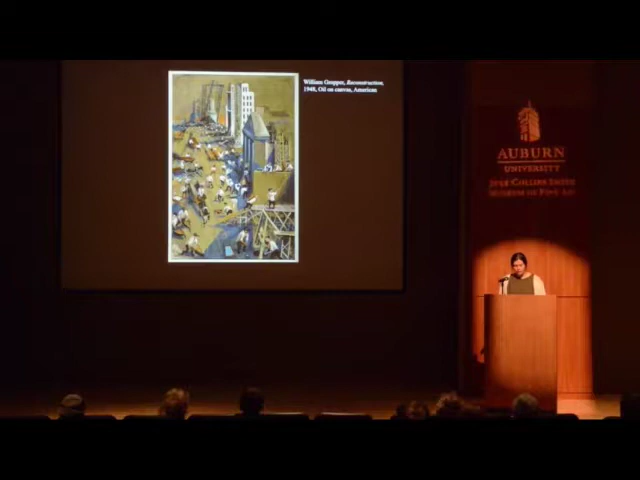 William Gropper, Reconstruction,
1948, Oil on canvas, American
AUBURN
UNIVERSITY
JULE COLLINS SMITH
MUSEUM OF FINE ART